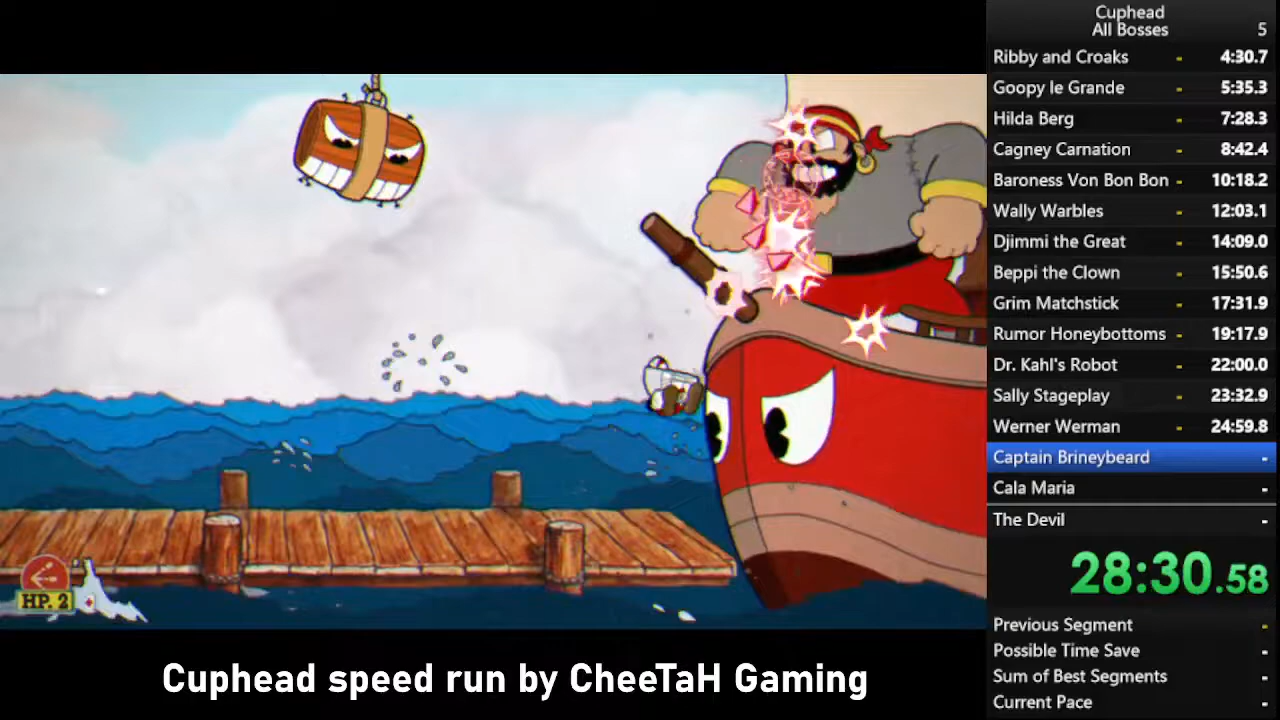 Cuphead
All Bosses 5
Ribby and Croaks - 4:30.7
Goopy le Grande - 5:35.3
Hilda Berg - 7:28.3
Cagney Carnation - 8:42.4
Baroness Von Bon Bon - 10:18.2
Wally Warbles - 12:03.1
Djimmi the Great - 14:09.0
Beppi the Clown - 15:50.6
Grim Matchstick - 17:31.9
Rumor Honeybottoms - 19:17.9
Dr. Kahl's Robot - 22:00.0
Sally Stageplay - 23:32.9
Werner Werman - 24:59.8
Captain Brineybeard -
Cala Maria -
The Devil -
28:30.58
Previous Segment -
Possible Time Save -
Sum of Best Segments -
Current Pace -
HP. 2
Cuphead speed run by CheeTaH Gaming